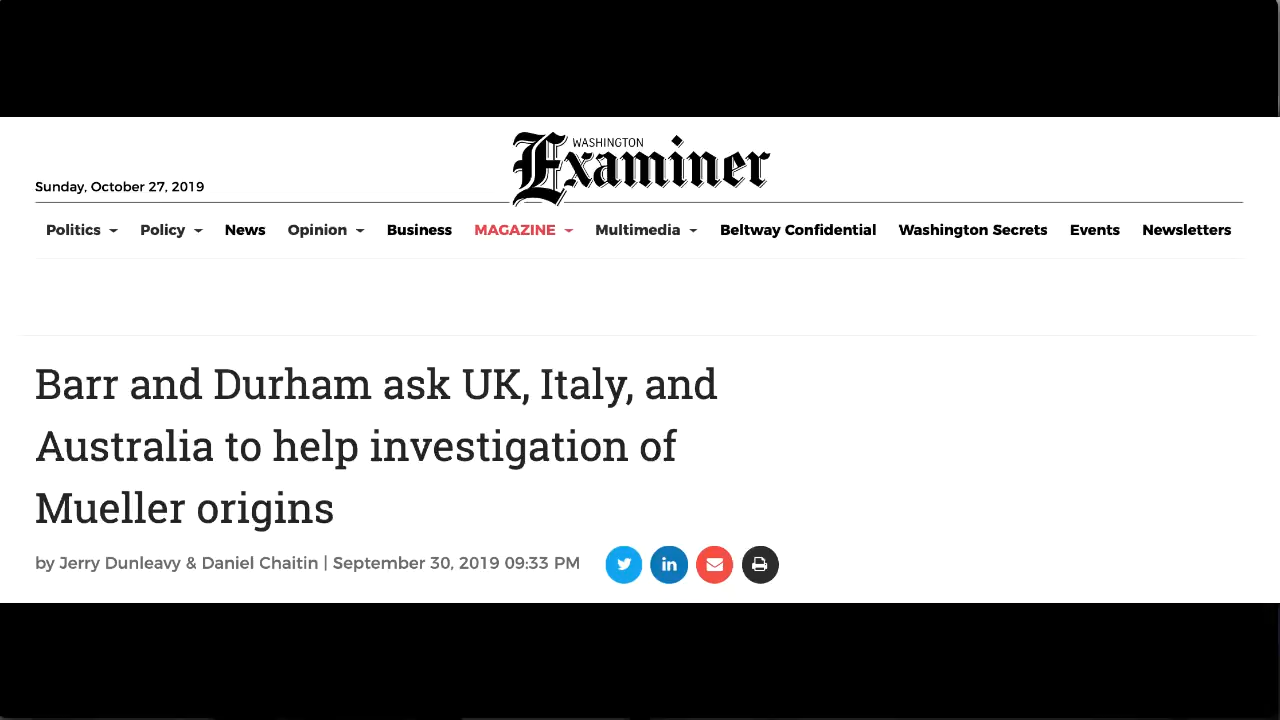 WASHINGTON
Examiner
Sunday, October 27, 2019
Politics Policy News Opinion Business MAGAZINE Multimedia Beltway Confidential Washington Secrets Events Newsletters
Barr and Durham ask UK, Italy, and
Australia to help investigation of
Mueller origins
by Jerry Dunleavy & Daniel Chaitin | September 30, 2019 09:33 PM
in